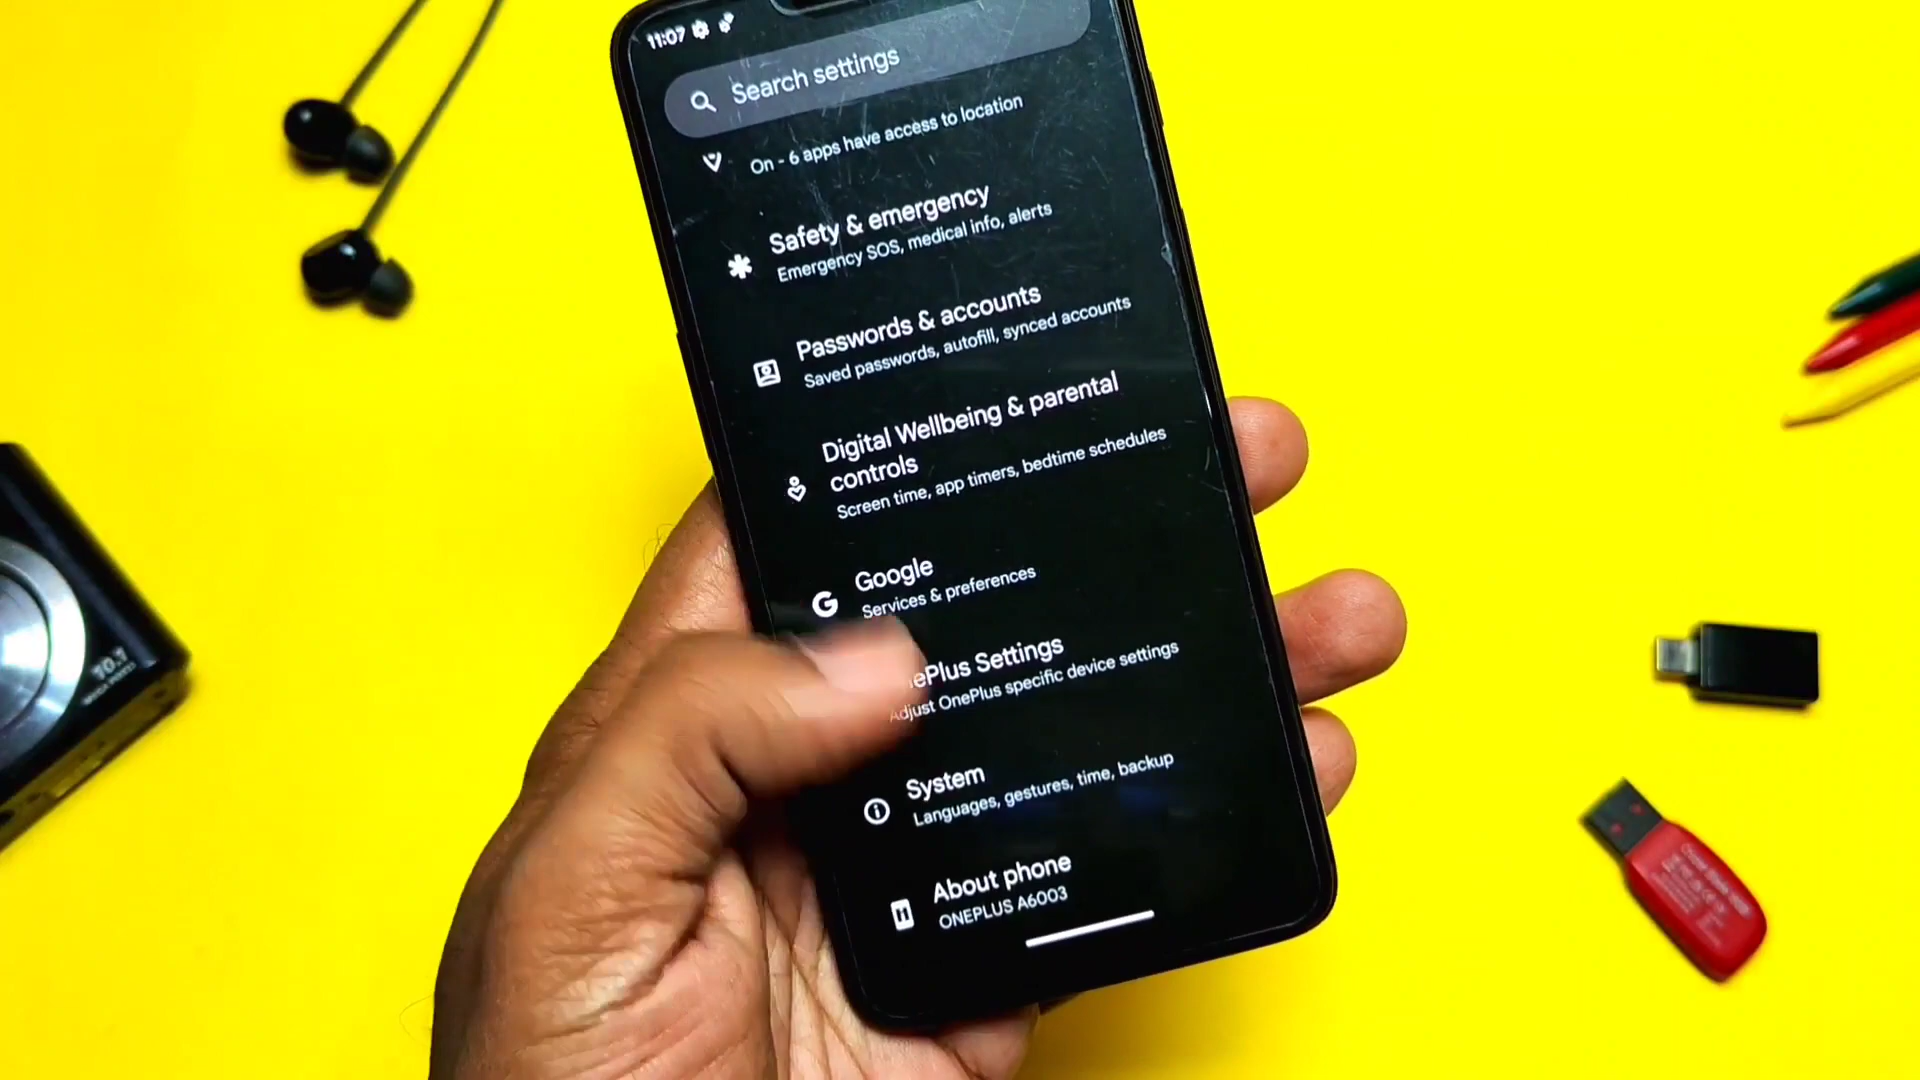 11:07
Search settings
On - 6 apps have access to location
Safety & emergency
Emergency SOS, medical info, alerts
Passwords & accounts
Saved passwords, autofill, synced accounts
Digital Wellbeing & parental
controls
Screen time, app timers, bedtime schedules
Google
Services & preferences
ePlus Settings
Adjust OnePlus specific device settings
System
Languages, gestures, time, backup
About phone
ONEPLUS A6003
10.1